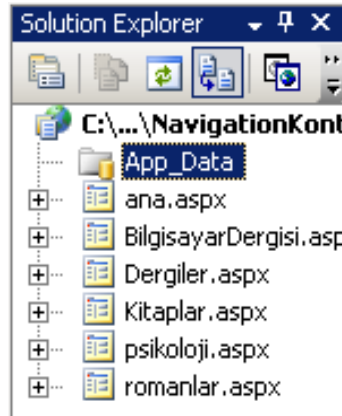 Solution Explorer
C:\...\NavigationKont
App_Data
ana.aspx
BilgisayarDergisi.asp
Dergiler.aspx
Kitaplar.aspx
psikoloji.aspx
romanlar.aspx